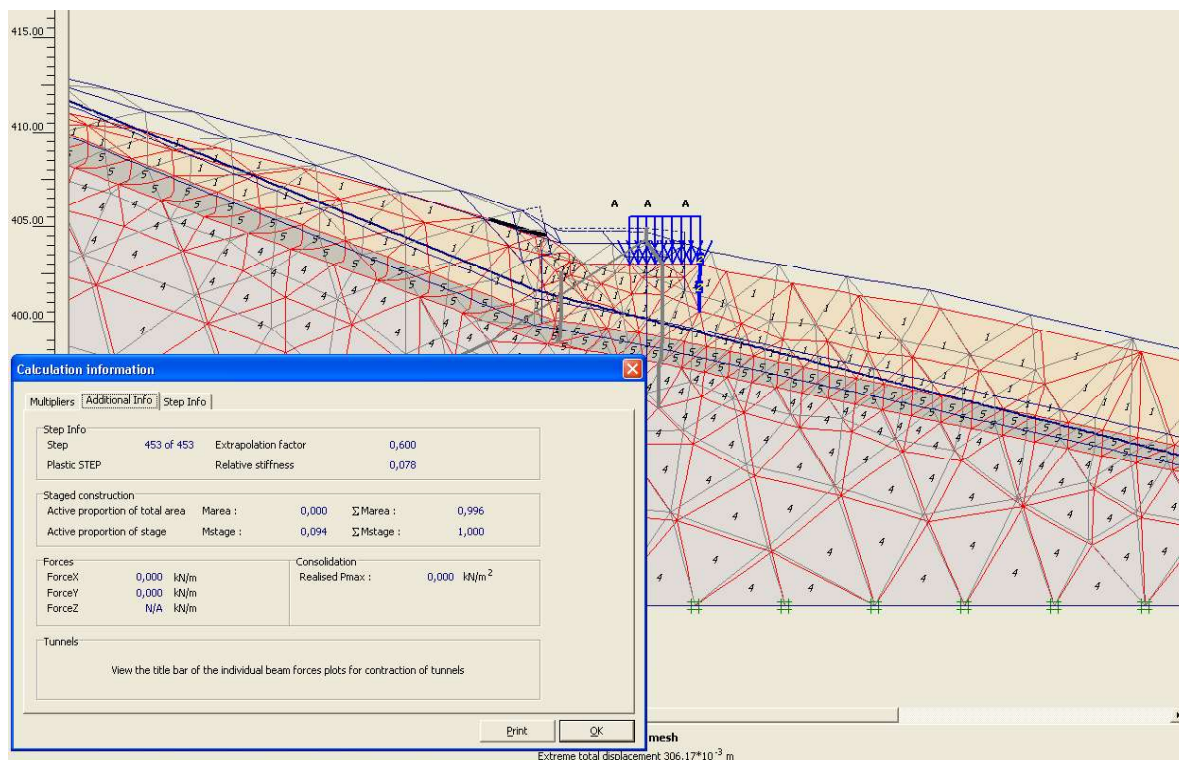 415.00
410.00
405.00
400.00
A A A
Calculation information
Multipliers Additional Info Step Info
Step Info
Step 453 of 453 Extrapolation factor 0,600
Plastic STEP Relative stiffness 0,078
Staged construction
Active proportion of total area Marea : 0,000 ΣMarea : 0,996
Active proportion of stage Mstage : 0,094 ΣMstage : 1,000
Forces Consolidation
ForceX 0,000 kN/m Realised Pmax : 0,000 kN/m²
ForceY 0,000 kN/m
ForceZ N/A kN/m
Tunnels
View the title bar of the individual beam forces plots for contraction of tunnels
Print OK
mesh
Extreme total displacement 306.17*10⁻³ m